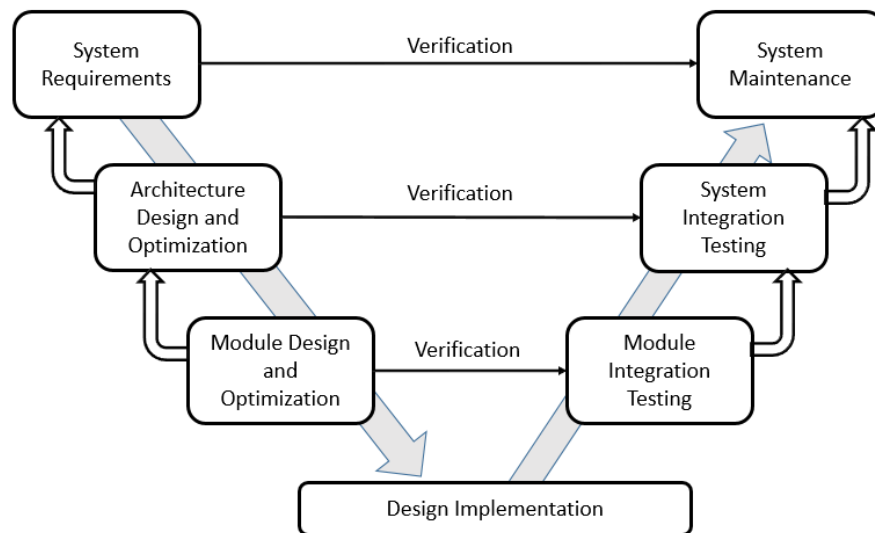 System
Requirements
Verification
System
Maintenance
Architecture
Design and
Optimization
Verification
System
Integration
Testing
Module Design
and
Optimization
Verification
Module
Integration
Testing
Design Implementation